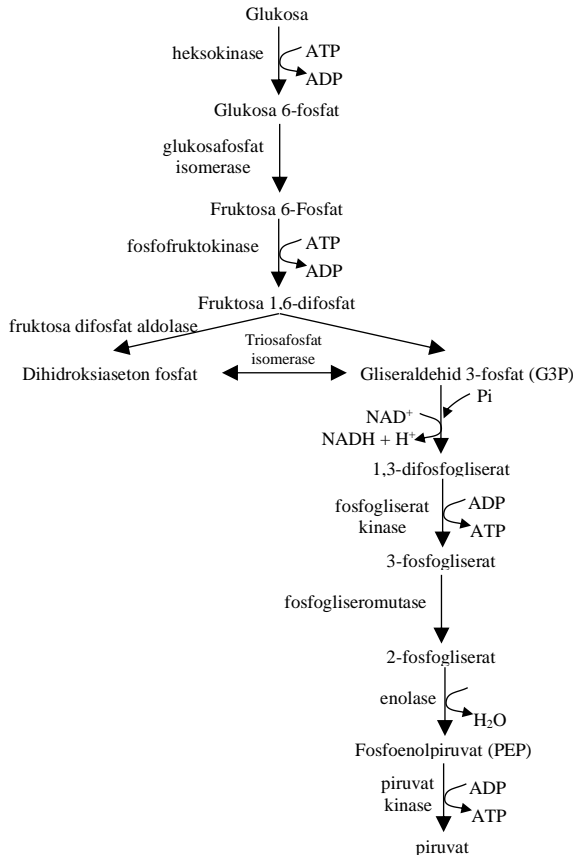 Glukosa
heksokinase
ATP
ADP
Glukosa 6-fosfat
glukosafosfat
isomerase
Fruktosa 6-Fosfat
fosfofruktokinase
ATP
ADP
Fruktosa 1,6-difosfat
fruktosa difosfat aldolase
Triosafosfat
isomerase
Dihidroksiaseton fosfat
Gliseraldehid 3-fosfat (G3P)
Pi
NAD⁺
NADH + H⁺
1,3-difosfogliserat
fosfogliserat
kinase
ADP
ATP
3-fosfogliserat
fosfogliseromutase
2-fosfogliserat
enolase
H₂O
Fosfoenolpiruvat (PEP)
piruvat
kinase
ADP
ATP
piruvat